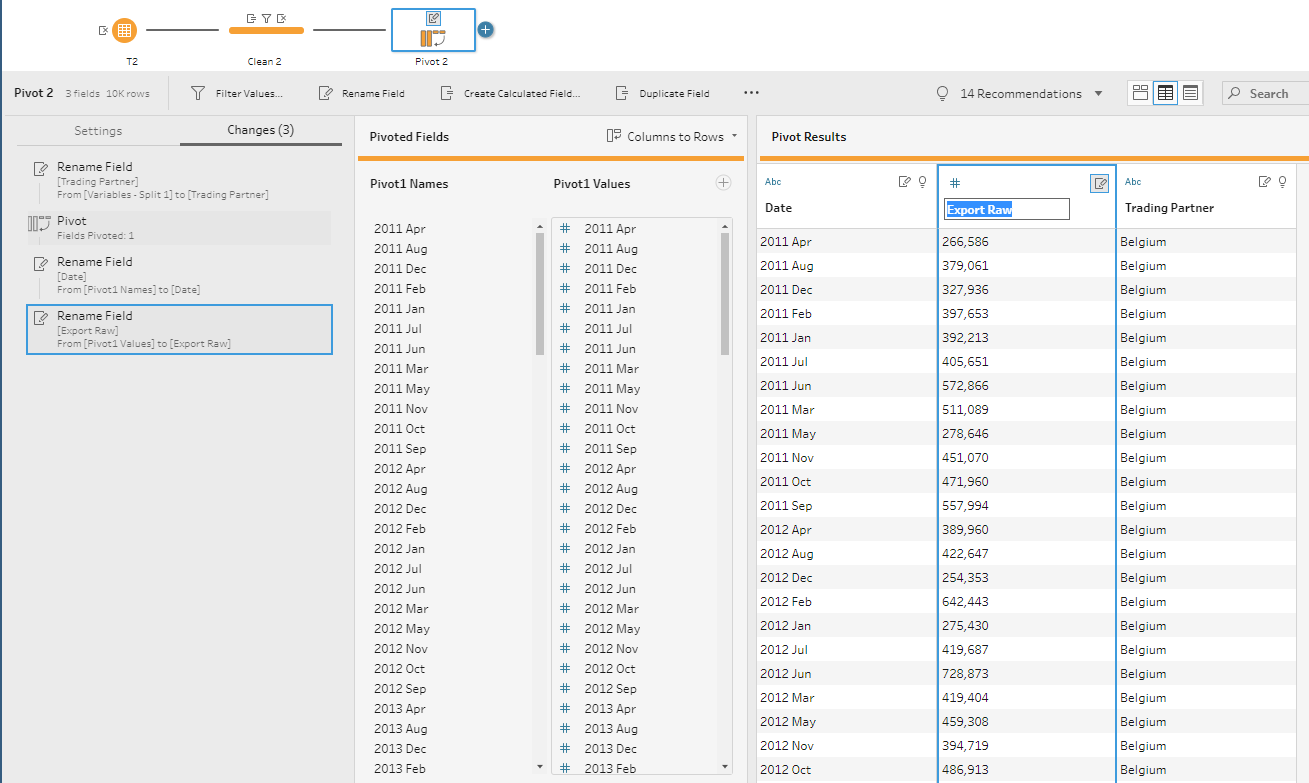 T2
Clean 2
Pivot 2
Pivot 2 3 fields 10K rows Filter Values... Rename Field Create Calculated Field... Duplicate Field ••• 14 Recommendations Search
Settings Changes (3)
Rename Field
[Trading Partner]
From [Variables - Split 1] to [Trading Partner]
Pivot
Fields Pivoted: 1
Rename Field
[Date]
From [Pivot1 Names] to [Date]
Rename Field
[Export Raw]
From [Pivot1 Values] to [Export Raw]
Pivoted Fields Columns to Rows
Pivot1 Names Pivot1 Values
2011 Apr # 2011 Apr
2011 Aug # 2011 Aug
2011 Dec # 2011 Dec
2011 Feb # 2011 Feb
2011 Jan # 2011 Jan
2011 Jul # 2011 Jul
2011 Jun # 2011 Jun
2011 Mar # 2011 Mar
2011 May # 2011 May
2011 Nov # 2011 Nov
2011 Oct # 2011 Oct
2011 Sep # 2011 Sep
2012 Apr # 2012 Apr
2012 Aug # 2012 Aug
2012 Dec # 2012 Dec
2012 Feb # 2012 Feb
2012 Jan # 2012 Jan
2012 Jul # 2012 Jul
2012 Jun # 2012 Jun
2012 Mar # 2012 Mar
2012 May # 2012 May
2012 Nov # 2012 Nov
2012 Oct # 2012 Oct
2012 Sep # 2012 Sep
2013 Apr # 2013 Apr
2013 Aug # 2013 Aug
2013 Dec # 2013 Dec
2013 Feb # 2013 Feb
Pivot Results
Abc # Abc
Date Export Raw Trading Partner
2011 Apr 266,586 Belgium
2011 Aug 379,061 Belgium
2011 Dec 327,936 Belgium
2011 Feb 397,653 Belgium
2011 Jan 392,213 Belgium
2011 Jul 405,651 Belgium
2011 Jun 572,866 Belgium
2011 Mar 511,089 Belgium
2011 May 278,646 Belgium
2011 Nov 451,070 Belgium
2011 Oct 471,960 Belgium
2011 Sep 557,994 Belgium
2012 Apr 389,960 Belgium
2012 Aug 422,647 Belgium
2012 Dec 254,353 Belgium
2012 Feb 642,443 Belgium
2012 Jan 275,430 Belgium
2012 Jul 419,687 Belgium
2012 Jun 728,873 Belgium
2012 Mar 419,404 Belgium
2012 May 459,308 Belgium
2012 Nov 394,719 Belgium
2012 Oct 486,913 Belgium